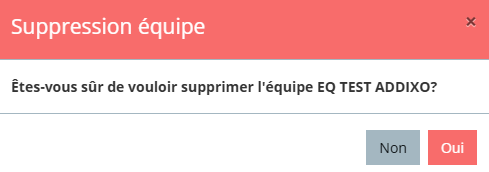 Suppression équipe ×
Êtes-vous sûr de vouloir supprimer l'équipe EQ TEST ADDIXO?
Non Oui